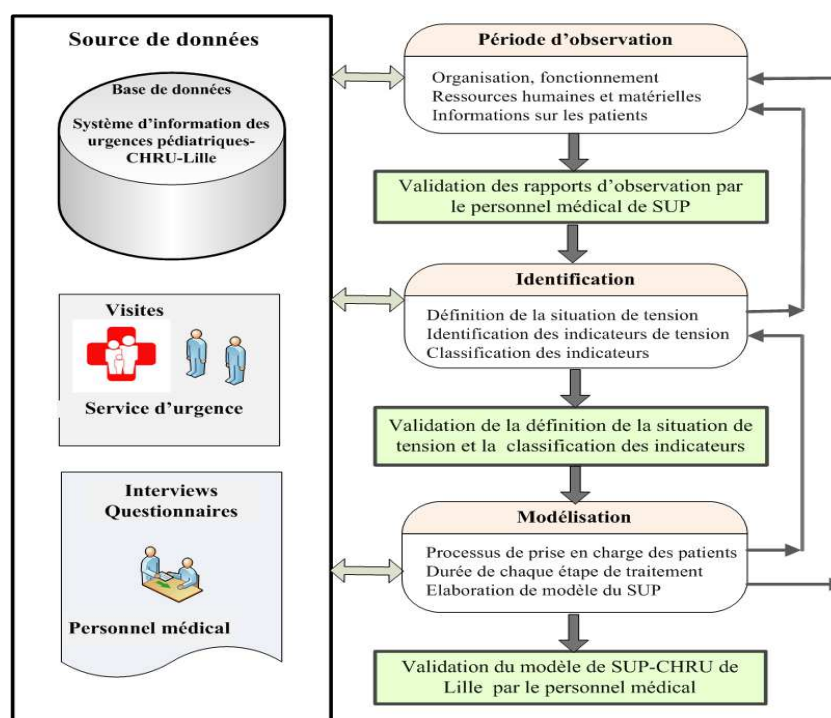 Source de données
Base de données
Système d'information des
urgences pédiatriques-
CHRU-Lille
Visites
Service d'urgence
Interviews
Questionnaires
Personnel médical
Période d'observation
Organisation, fonctionnement
Ressources humaines et matérielles
Informations sur les patients
Validation des rapports d'observation par
le personnel médical de SUP
Identification
Définition de la situation de tension
Identification des indicateurs de tension
Classification des indicateurs
Validation de la définition de la situation de
tension et la classification des indicateurs
Modélisation
Processus de prise en charge des patients
Durée de chaque étape de traitement
Elaboration de modèle du SUP
Validation du modèle de SUP-CHRU de
Lille par le personnel médical